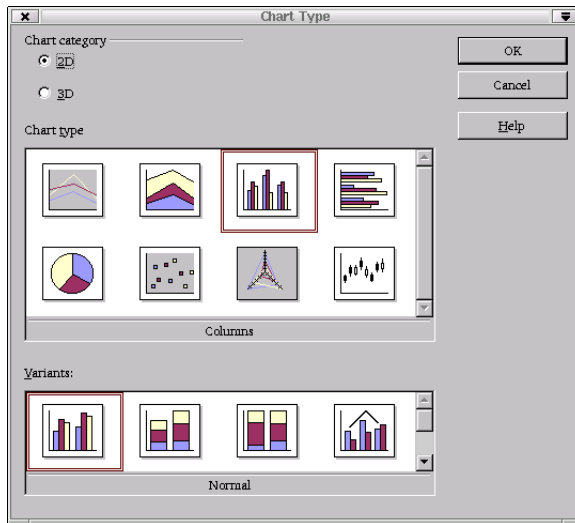 Chart Type
Chart category
2D
3D
OK
Cancel
Help
Chart type
Columns
Variants:
Normal